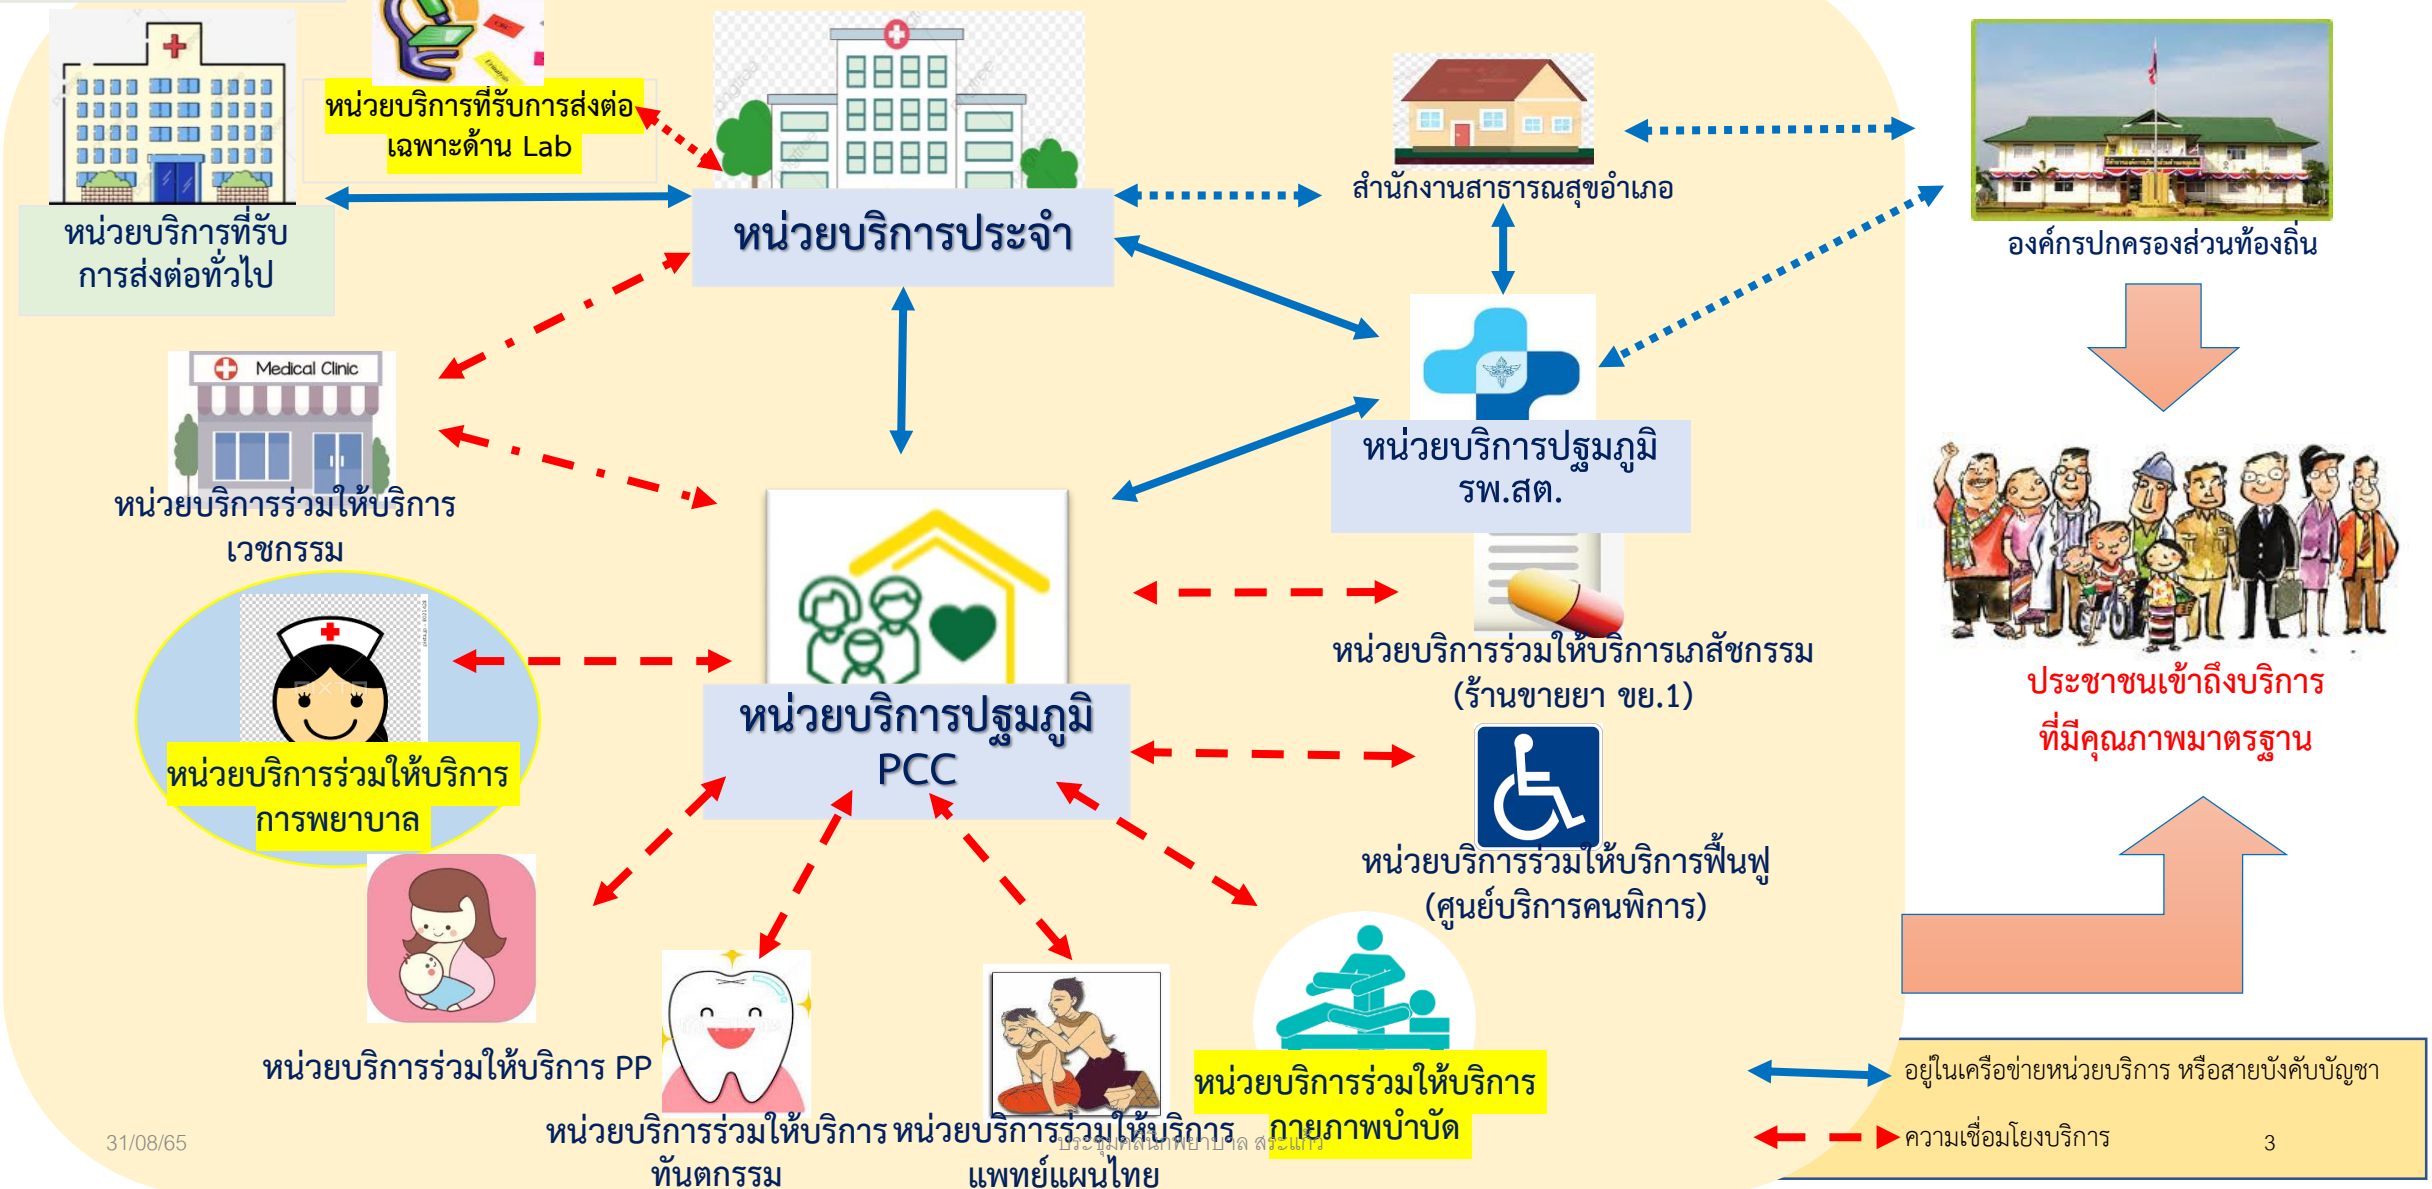 หน่วยบริการที่รับการส่งต่อ
เฉพาะด้าน Lab
หน่วยบริการที่รับ
การส่งต่อทั่วไป
หน่วยบริการประจำ
สำนักงานสาธารณสุขอำเภอ
องค์กรปกครองส่วนท้องถิ่น
Medical Clinic
หน่วยบริการร่วมให้บริการ
เวชกรรม
หน่วยบริการปฐมภูมิ
รพ.สต.
หน่วยบริการร่วมให้บริการเภสัชกรรม
(ร้านขายยา ขย.1)
ประชาชนเข้าถึงบริการ
ที่มีคุณภาพมาตรฐาน
หน่วยบริการร่วมให้บริการ
การพยาบาล
หน่วยบริการปฐมภูมิ
PCC
หน่วยบริการร่วมให้บริการฟื้นฟู
(ศูนย์บริการคนพิการ)
หน่วยบริการร่วมให้บริการ PP
หน่วยบริการร่วมให้บริการ
ทันตกรรม
หน่วยบริการร่วมให้บริการ
แพทย์แผนไทย
หน่วยบริการร่วมให้บริการ
กายภาพบำบัด
อยู่ในเครือข่ายหน่วยบริการ หรือสายบังคับบัญชา
ความเชื่อมโยงบริการ
31/08/65
ประชุมคลินิกพยาบาล สระแก้ว
3